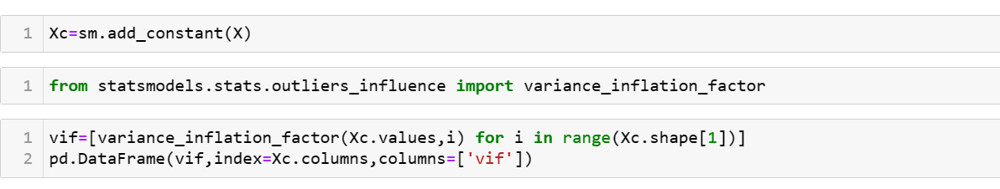 1 Xc=sm.add_constant(X)
1 from statsmodels.stats.outliers_influence import variance_inflation_factor
1 vif=[variance_inflation_factor(Xc.values,i) for i in range(Xc.shape[1])]
2 pd.DataFrame(vif,index=Xc.columns,columns=['vif'])